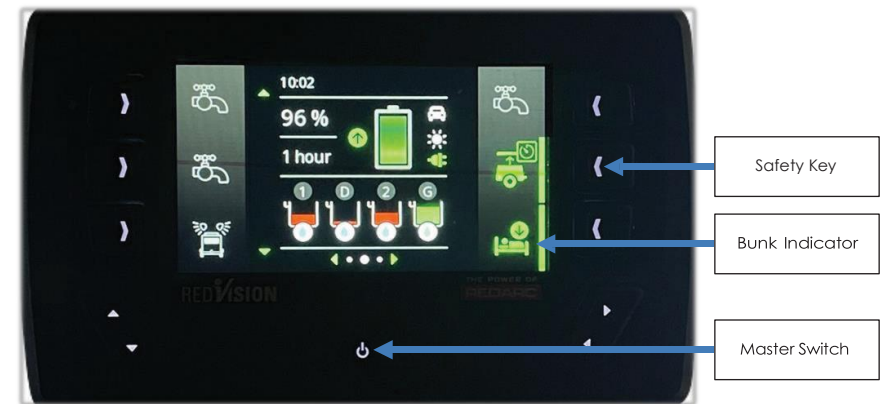 10:02
96 %
1 hour
1 D 2 G
REDVISION
THE POWER OF
REDARC
Safety Key
Bunk Indicator
Master Switch